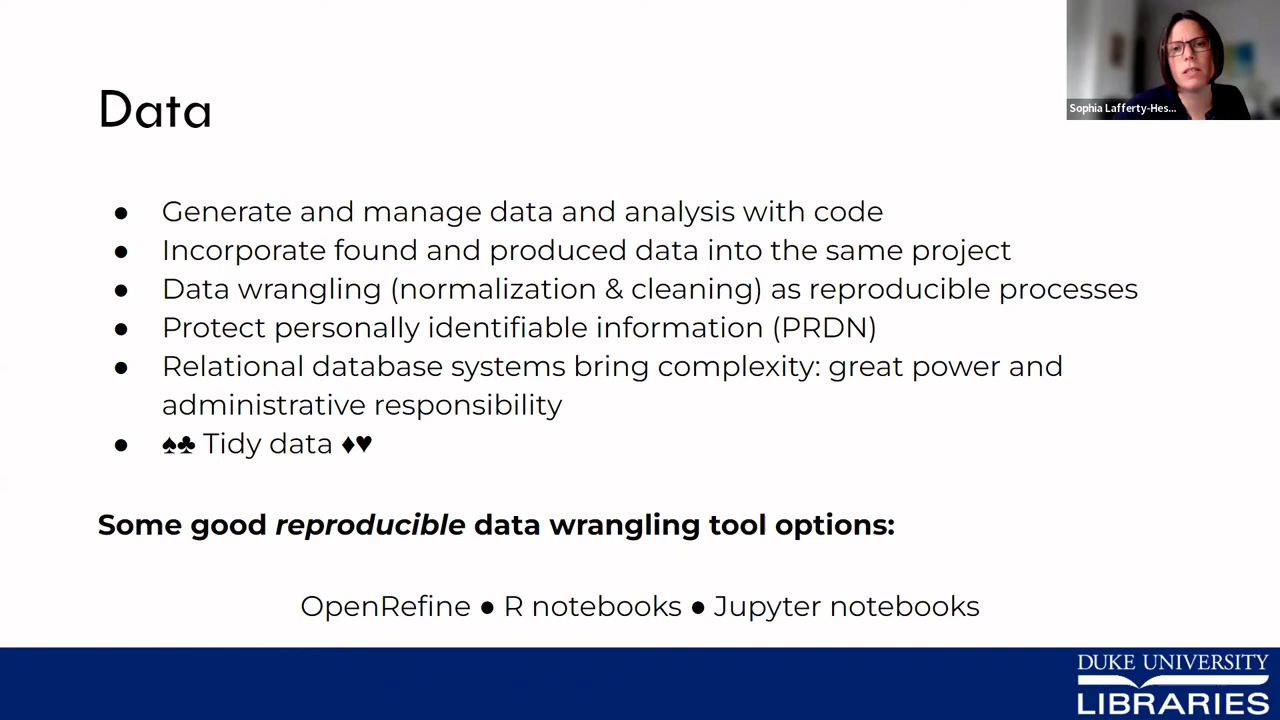 Data
Sophia Lafferty-Hes...
● Generate and manage data and analysis with code
● Incorporate found and produced data into the same project
● Data wrangling (normalization & cleaning) as reproducible processes
● Protect personally identifiable information (PRDN)
● Relational database systems bring complexity: great power and
administrative responsibility
● ♠♣ Tidy data ♦♥
Some good reproducible data wrangling tool options:
OpenRefine ● R notebooks ● Jupyter notebooks
DUKE UNIVERSITY
LIBRARIES